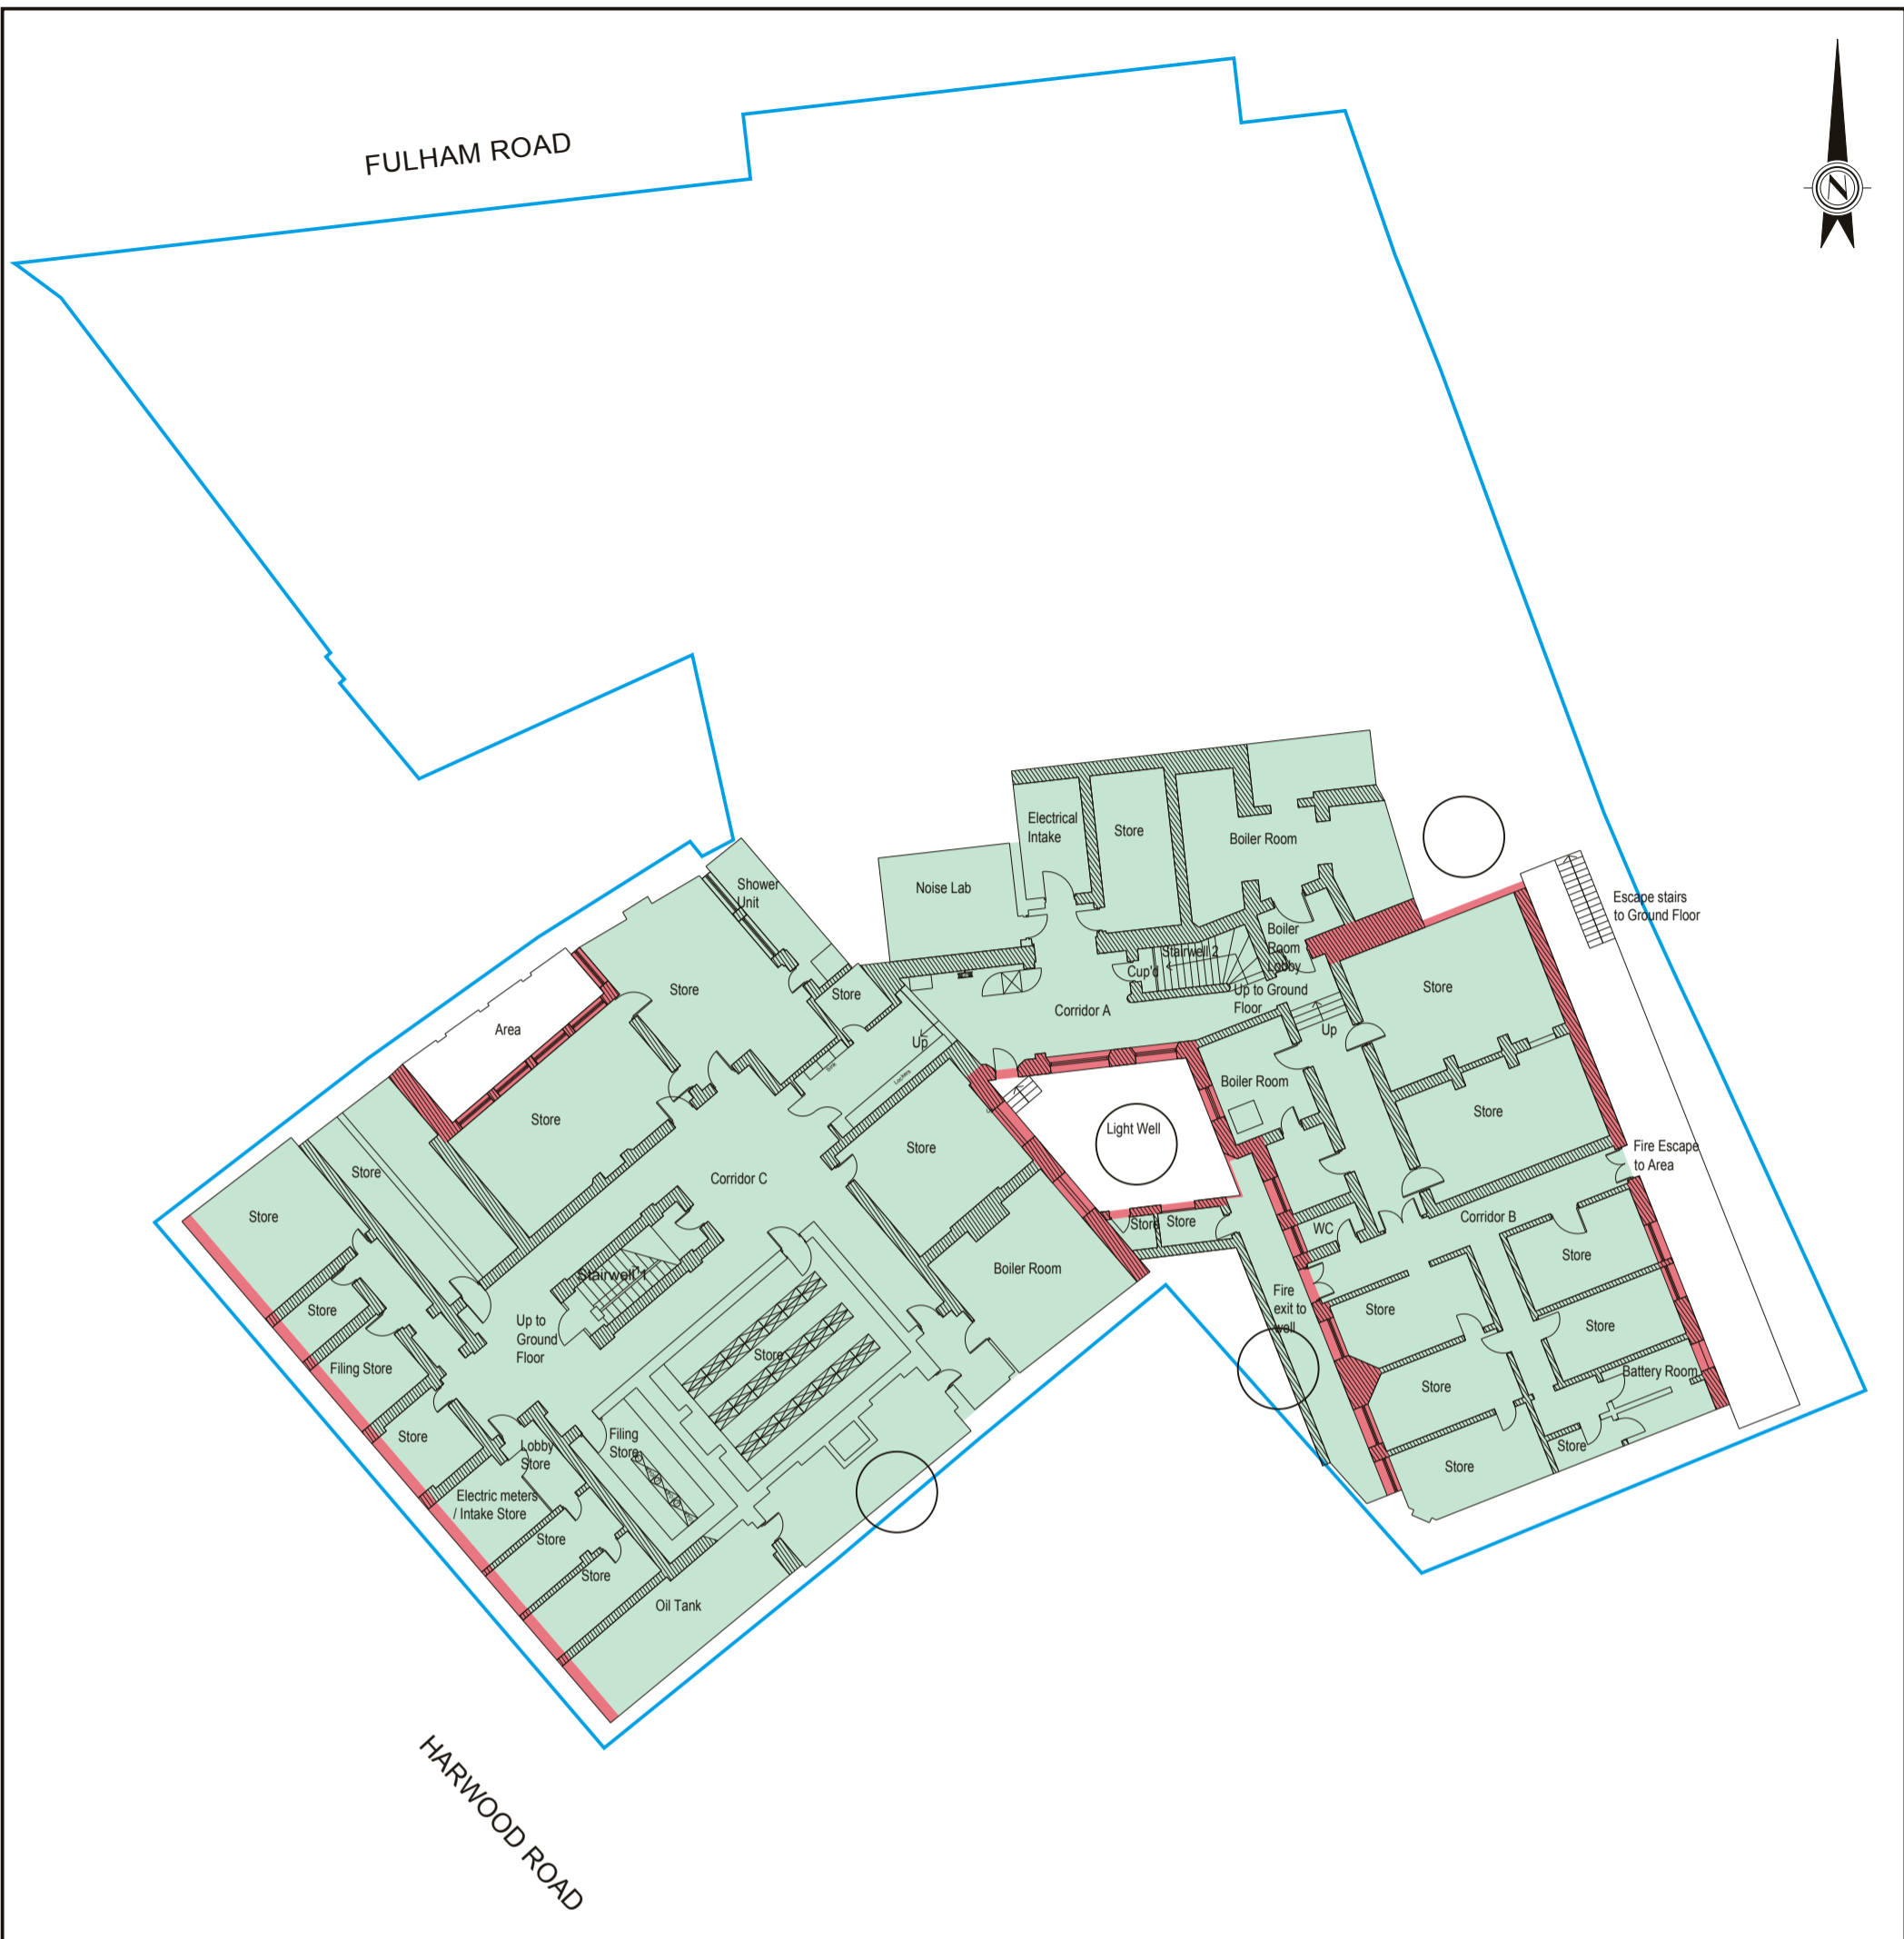 FULHAM ROAD
N
Electrical
Intake
Store
Boiler Room
Noise Lab
Shower
Unit
Escape stairs
to Ground Floor
Boiler
Room
Lobby
Stairwell 2
Cup'd
Up to Ground
Floor
Store
Store
Store
Corridor A
Up
Up
Area
Sink
Lockers
Boiler Room
Store
Store
Light Well
Store
Fire Escape
to Area
Store
Corridor C
Store
Store
Store
Corridor B
WC
Store
Stairwell 1
Boiler Room
Fire
exit to
well
Store
Store
Store
Up to
Ground
Floor
Store
Filing Store
Battery Room
Store
Store
Filing
Store
Lobby
Store
Store
Store
Electric meters
/ Intake Store
Store
Store
Oil Tank
HARWOOD ROAD